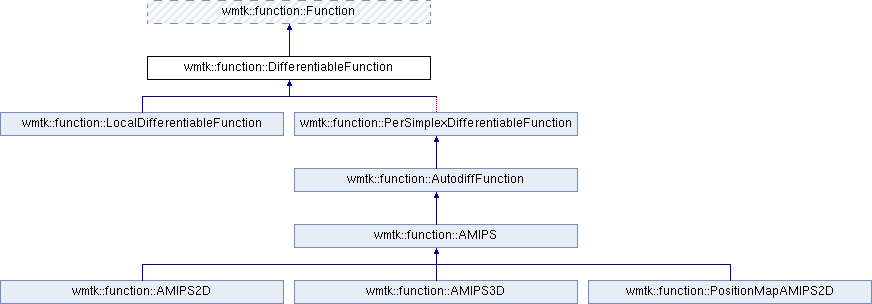 wmtk::function::Function
wmtk::function::DifferentiableFunction
wmtk::function::LocalDifferentiableFunction
wmtk::function::PerSimplexDifferentiableFunction
wmtk::function::AutodiffFunction
wmtk::function::AMIPS
wmtk::function::AMIPS2D
wmtk::function::AMIPS3D
wmtk::function::PositionMapAMIPS2D